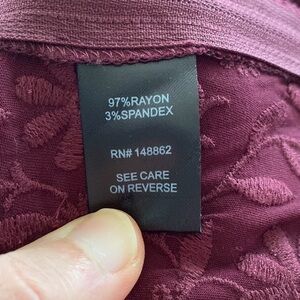 97%RAYON
3%SPANDEX
RN# 148862
SEE CARE
ON REVERSE